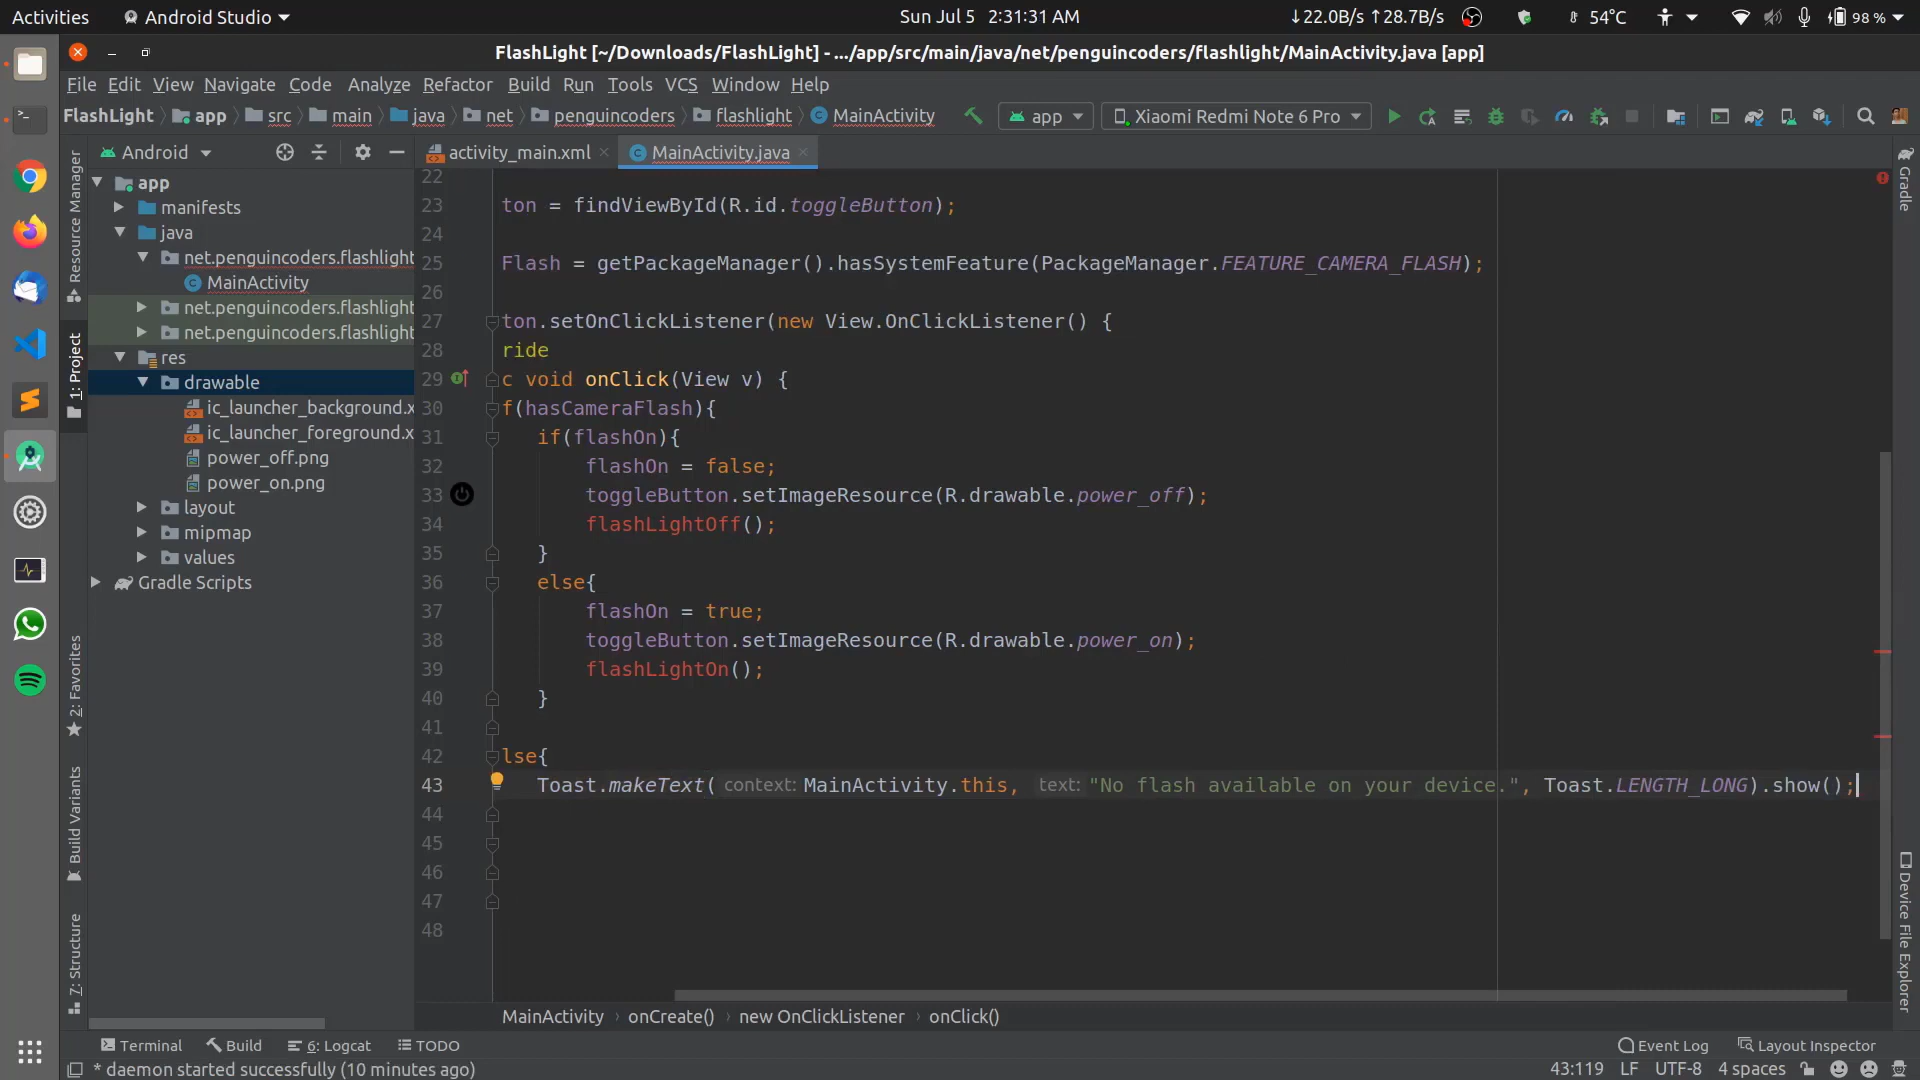 Activities
Android Studio
Sun Jul 5 2:31:31 AM
↓22.0B/s ↑28.7B/s
54°C
98 %
FlashLight [~/Downloads/FlashLight] - .../app/src/main/java/net/penguincoders/flashlight/MainActivity.java [app]
File Edit View Navigate Code Analyze Refactor Build Run Tools VCS Window Help
FlashLight app src main java net penguincoders flashlight MainActivity
app
Xiaomi Redmi Note 6 Pro
Android
activity_main.xml
MainActivity.java
app
manifests
java
net.penguincoders.flashlight
MainActivity
net.penguincoders.flashlight
net.penguincoders.flashlight
res
drawable
ic_launcher_background.x
ic_launcher_foreground.x
power_off.png
power_on.png
layout
mipmap
values
Gradle Scripts
Resource Manager
1: Project
2: Favorites
Build Variants
7: Structure
22
23 ton = findViewById(R.id.toggleButton);
24
25 Flash = getPackageManager().hasSystemFeature(PackageManager.FEATURE_CAMERA_FLASH);
26
27 ton.setOnClickListener(new View.OnClickListener() {
28 ride
29 c void onClick(View v) {
30 f(hasCameraFlash){
31 if(flashOn){
32 flashOn = false;
33 toggleButton.setImageResource(R.drawable.power_off);
34 flashLightOff();
35 }
36 else{
37 flashOn = true;
38 toggleButton.setImageResource(R.drawable.power_on);
39 flashLightOn();
40 }
41
42 lse{
43 Toast.makeText( context: MainActivity.this, text: "No flash available on your device.", Toast.LENGTH_LONG).show();
44
45
46
47
48
Gradle
Device File Explorer
MainActivity › onCreate() › new OnClickListener › onClick()
Terminal
Build
6: Logcat
TODO
Event Log
Layout Inspector
* daemon started successfully (10 minutes ago)
43:119 LF UTF-8 4 spaces